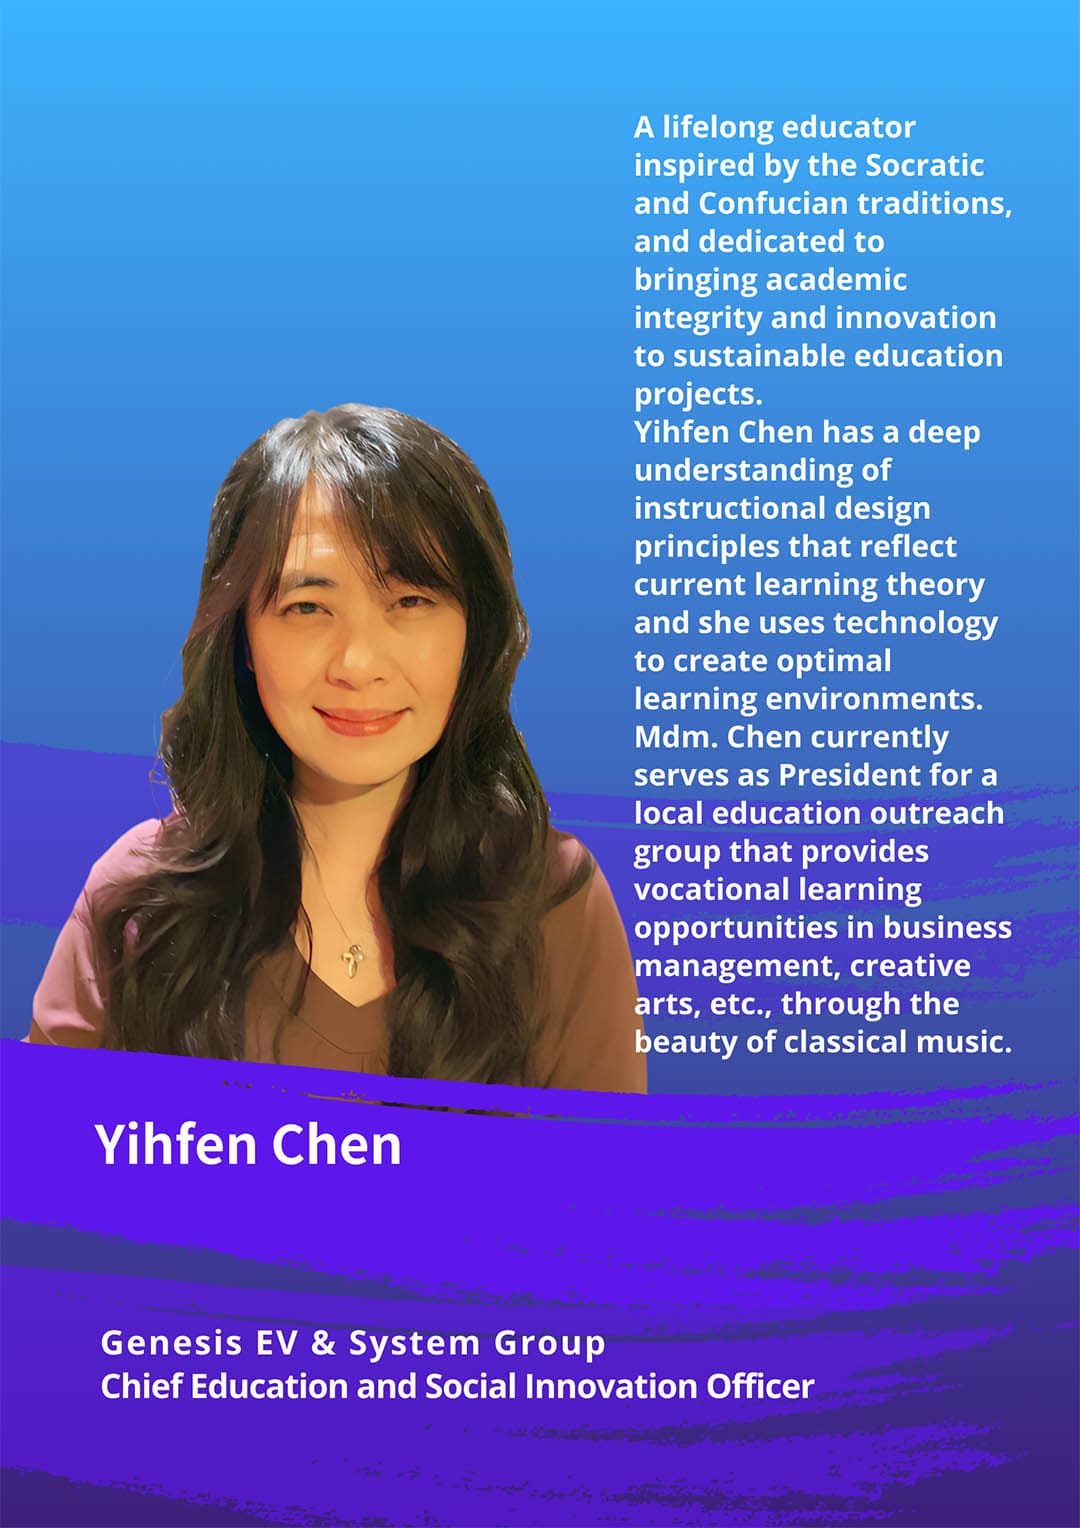 A lifelong educator
inspired by the Socratic
and Confucian traditions,
and dedicated to
bringing academic
integrity and innovation
to sustainable education
projects.
Yihfen Chen has a deep
understanding of
instructional design
principles that reflect
current learning theory
and she uses technology
to create optimal
learning environments.
Mdm. Chen currently
serves as President for a
local education outreach
group that provides
vocational learning
opportunities in business
management, creative
arts, etc., through the
beauty of classical music.
Yihfen Chen
Genesis EV & System Group
Chief Education and Social Innovation Officer